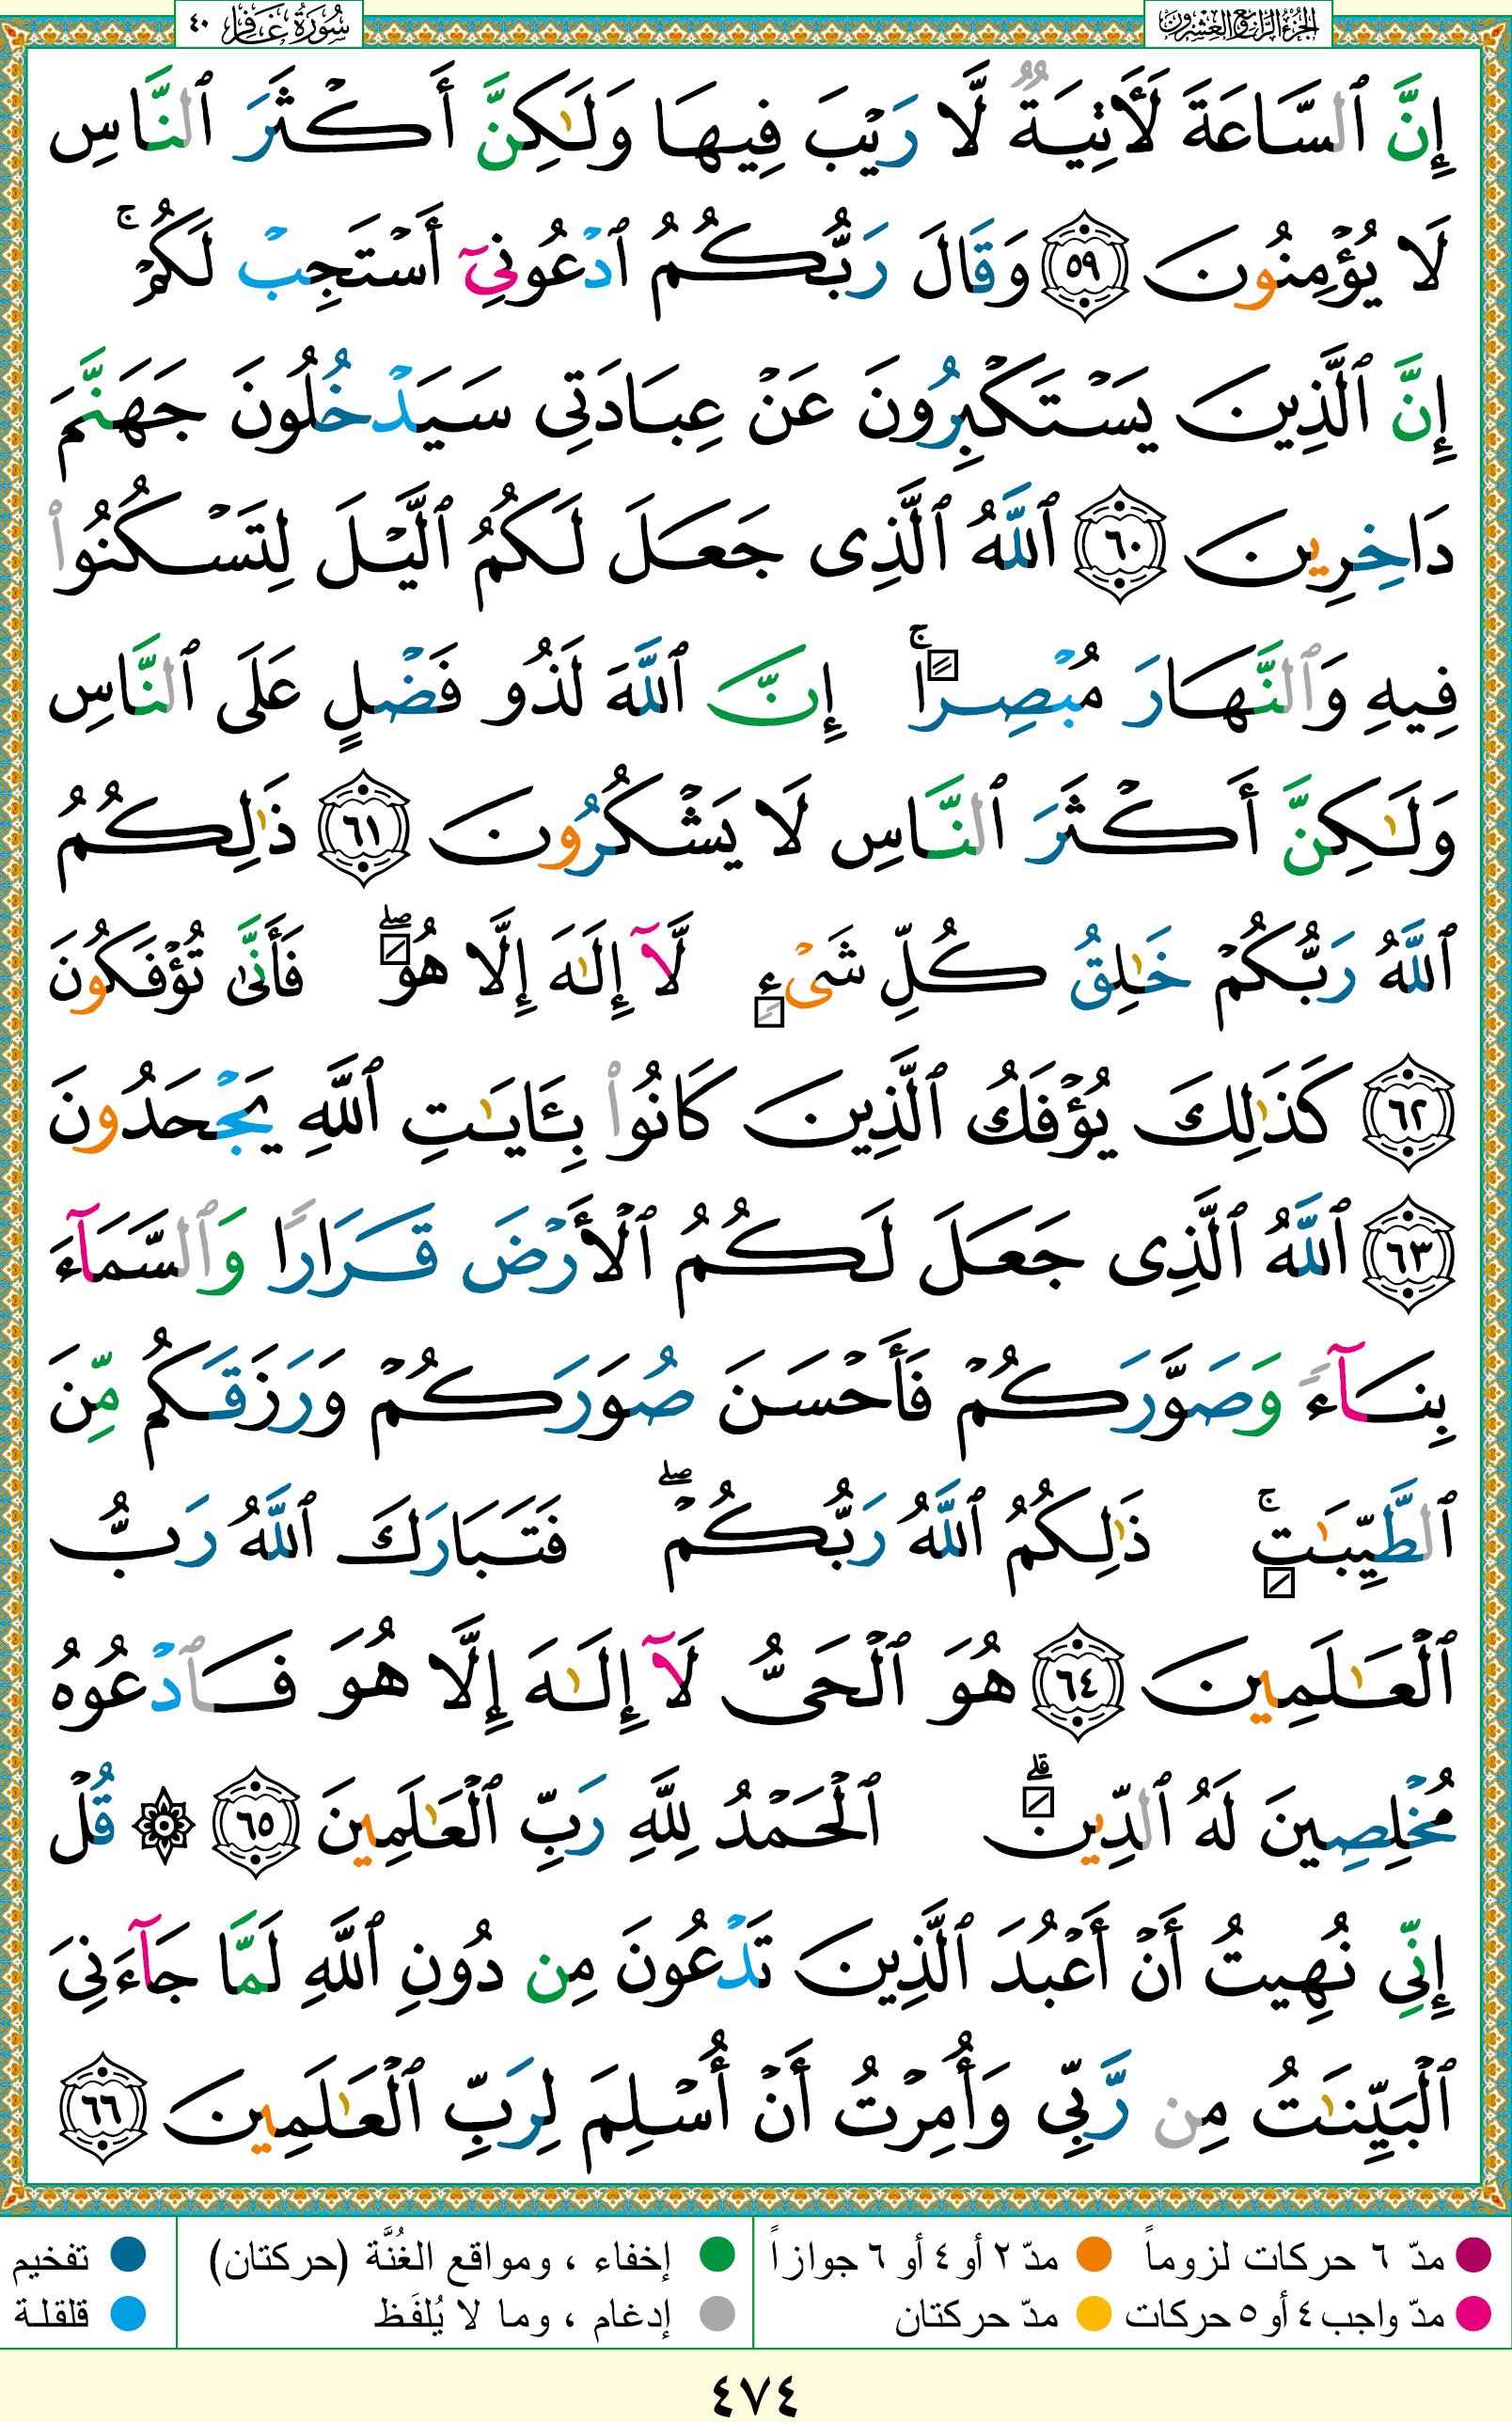 الجزء الرابع والعشرون
سورة غافر ٤٠
إِنَّ ٱلسَّاعَةَ لَأٓتِيَةٌ لَّا رَيْبَ فِيهَا وَلَٰكِنَّ أَكْثَرَ ٱلنَّاسِ
لَا يُؤْمِنُونَ ٥٩ وَقَالَ رَبُّكُمُ ٱدْعُونِىٓ أَسْتَجِبْ لَكُمْ ۚ
إِنَّ ٱلَّذِينَ يَسْتَكْبِرُونَ عَنْ عِبَادَتِى سَيَدْخُلُونَ جَهَنَّمَ
دَاخِرِينَ ٦٠ ٱللَّهُ ٱلَّذِى جَعَلَ لَكُمُ ٱلَّيْلَ لِتَسْكُنُوا۟
فِيهِ وَٱلنَّهَارَ مُبْصِرًا ۚ إِنَّ ٱللَّهَ لَذُو فَضْلٍ عَلَى ٱلنَّاسِ
وَلَٰكِنَّ أَكْثَرَ ٱلنَّاسِ لَا يَشْكُرُونَ ٦١ ذَٰلِكُمُ
ٱللَّهُ رَبُّكُمْ خَٰلِقُ كُلِّ شَىْءٍ لَّآ إِلَٰهَ إِلَّا هُوَ ۖ فَأَنَّىٰ تُؤْفَكُونَ
٦٢ كَذَٰلِكَ يُؤْفَكُ ٱلَّذِينَ كَانُوا۟ بِـَٔايَٰتِ ٱللَّهِ يَجْحَدُونَ
٦٣ ٱللَّهُ ٱلَّذِى جَعَلَ لَكُمُ ٱلْأَرْضَ قَرَارًا وَٱلسَّمَآءَ
بِنَآءً وَصَوَّرَكُمْ فَأَحْسَنَ صُوَرَكُمْ وَرَزَقَكُم مِّنَ
ٱلطَّيِّبَٰتِ ۚ ذَٰلِكُمُ ٱللَّهُ رَبُّكُمْ ۖ فَتَبَارَكَ ٱللَّهُ رَبُّ
ٱلْعَٰلَمِينَ ٦٤ هُوَ ٱلْحَىُّ لَآ إِلَٰهَ إِلَّا هُوَ فَٱدْعُوهُ
مُخْلِصِينَ لَهُ ٱلدِّينَ ۗ ٱلْحَمْدُ لِلَّهِ رَبِّ ٱلْعَٰلَمِينَ ٦٥ ۞ قُلْ
إِنِّى نُهِيتُ أَنْ أَعْبُدَ ٱلَّذِينَ تَدْعُونَ مِن دُونِ ٱللَّهِ لَمَّا جَآءَنِىَ
ٱلْبَيِّنَٰتُ مِن رَّبِّى وَأُمِرْتُ أَنْ أُسْلِمَ لِرَبِّ ٱلْعَٰلَمِينَ ٦٦
مدّ ٦ حركات لزوماً مدّ ٢ أو ٤ أو ٦ جوازاً إخفاء ، ومواقع الغُنَّة (حركتان) تفخيم
مدّ واجب ٤ أو ٥ حركات مدّ حركتان إدغام ، وما لا يُلفَظ قلقلة
٤٧٤